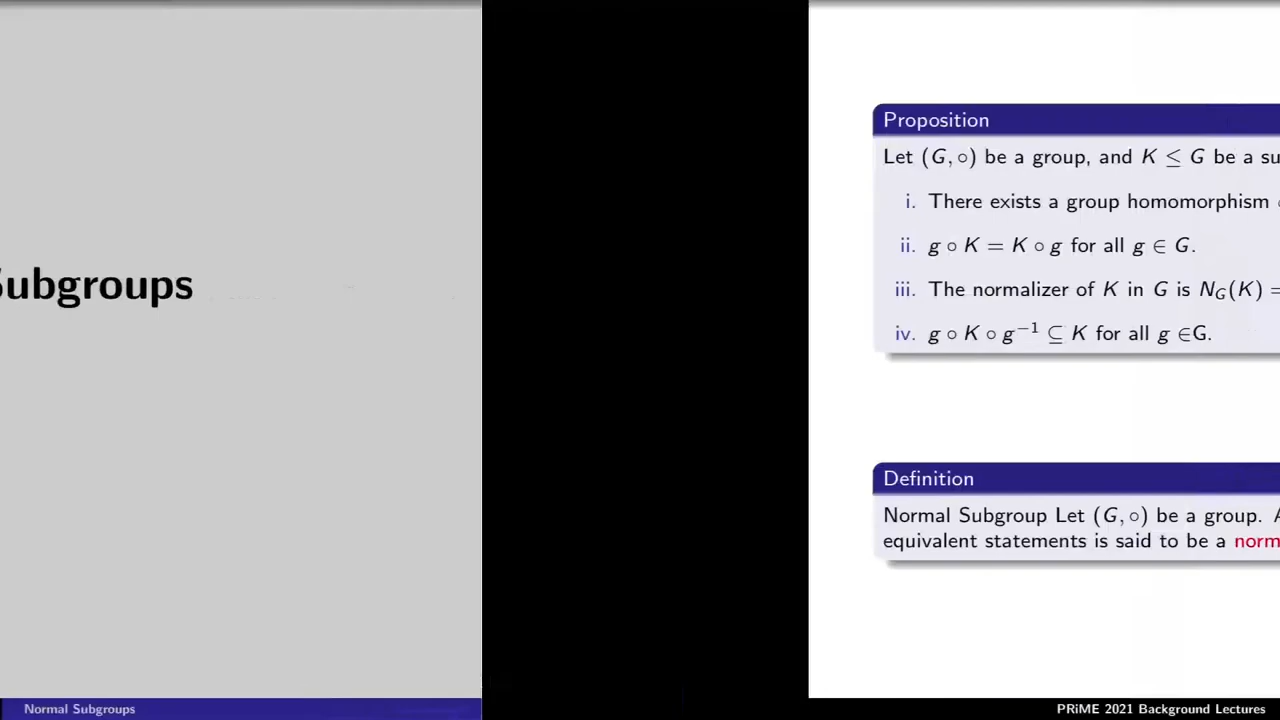 Subgroups
Normal Subgroups
Proposition
Let (G, ∘) be a group, and K ≤ G be a su
i. There exists a group homomorphism
ii. g ∘ K = K ∘ g for all g ∈ G.
iii. The normalizer of K in G is N_G(K) =
iv. g ∘ K ∘ g⁻¹ ⊆ K for all g ∈G.
Definition
Normal Subgroup Let (G, ∘) be a group. A
equivalent statements is said to be a norm
PRiME 2021 Background Lectures